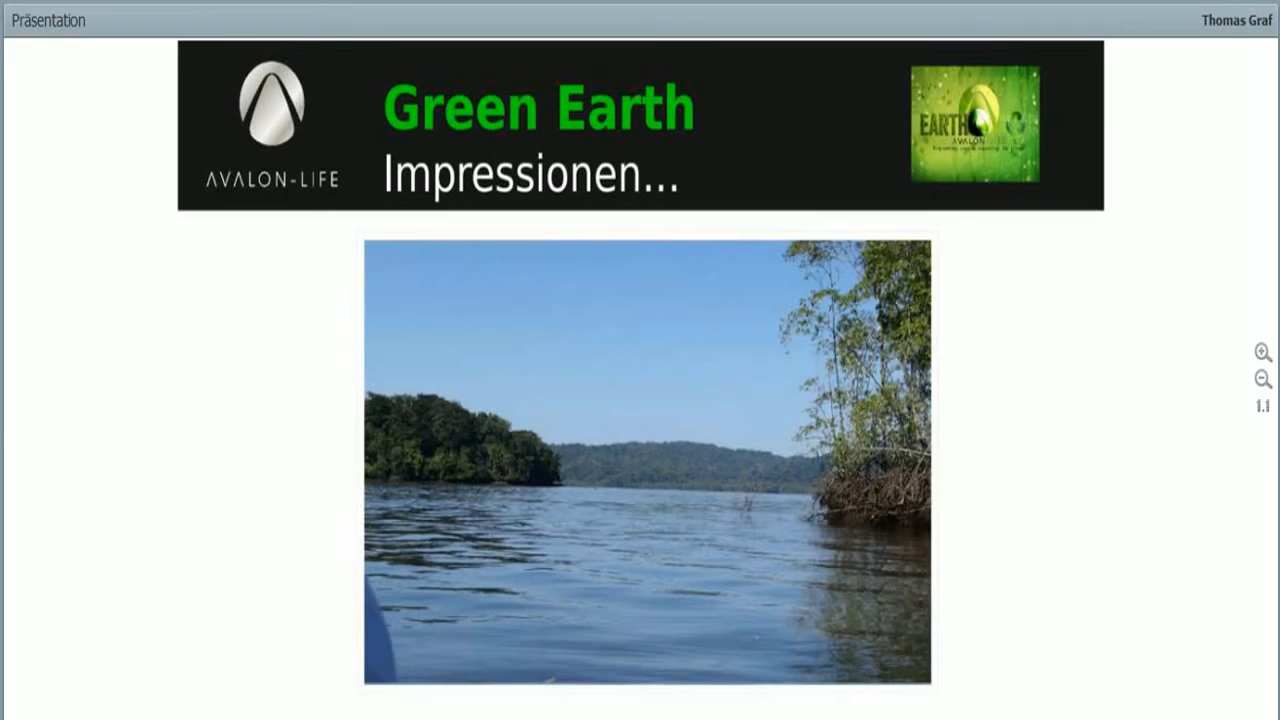 Präsentation
Thomas Graf
AVALON-LIFE
Green Earth
Impressionen...
EARTH
AVALON
1.1